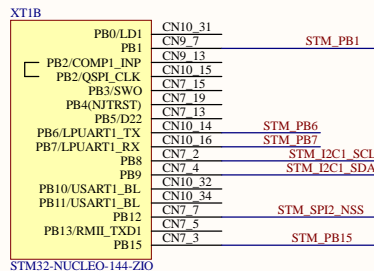 XT1B
PB0/LD1 CN10_31
PB1 CN9_7 STM_PB1
PB2/COMP1_INP CN9_13
PB2/QSPI_CLK CN10_15
PB3/SWO CN7_15
PB4(NJTRST) CN7_19
PB5/D22 CN7_13
PB6/LPUART1_TX CN10_14 STM_PB6
PB7/LPUART1_RX CN10_16 STM_PB7
PB8 CN7_2 STM_I2C1_SCL
PB9 CN7_4 STM_I2C1_SDA
PB10/USART1_BL CN10_32
PB11/USART1_BL CN10_34
PB12 CN7_7 STM_SPI2_NSS
PB13/RMII_TXD1 CN7_5
PB15 CN7_3 STM_PB15
STM32-NUCLEO-144-ZIO